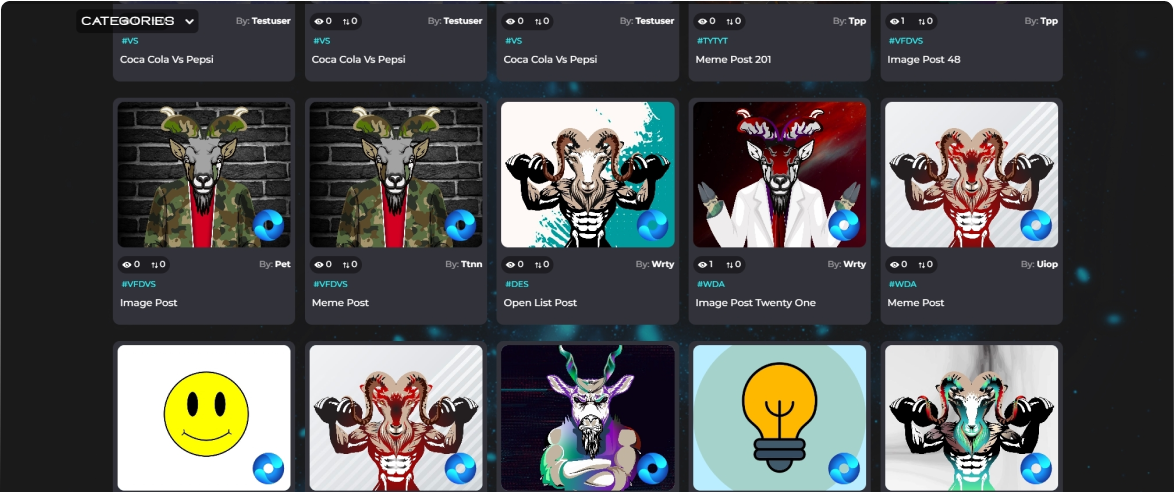 CATEGORIES
By: Testuser
0 0 By: Testuser
0 0 By: Testuser
0 0 By: Tpp
1 0 By: Tpp
#VS
#VS
#VS
#TYTYT
#VFDVS
Coca Cola Vs Pepsi
Coca Cola Vs Pepsi
Coca Cola Vs Pepsi
Meme Post 201
Image Post 48
0 0 By: Pet
0 0 By: Ttnn
0 0 By: Wrty
1 0 By: Wrty
0 0 By: Uiop
#VFDVS
#VFDVS
#DES
#WDA
#WDA
Image Post
Meme Post
Open List Post
Image Post Twenty One
Meme Post